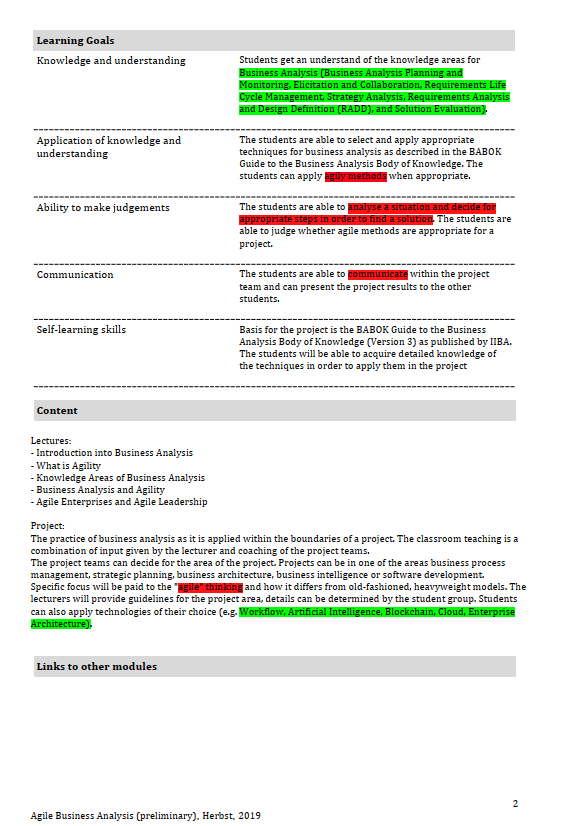 Learning Goals
Knowledge and understanding
Students get an understand of the knowledge areas for
Business Analysis (Business Analysis Planning and
Monitoring, Elicitation and Collaboration, Requirements Life
Cycle Management, Strategy Analysis, Requirements Analysis
and Design Definition (RADD), and Solution Evaluation).
Application of knowledge and
understanding
The students are able to select and apply appropriate
techniques for business analysis as described in the BABOK
Guide to the Business Analysis Body of Knowledge. The
students can apply agily methods when appropriate.
Ability to make judgements
The students are able to analyse a situation and decide for
appropriate steps in order to find a solution. The students are
able to judge whether agile methods are appropriate for a
project.
Communication
The students are able to communicate within the project
team and can present the project results to the other
students.
Self-learning skills
Basis for the project is the BABOK Guide to the Business
Analysis Body of Knowledge (Version 3) as published by IIBA.
The students will be able to acquire detailed knowledge of
the techniques in order to apply them in the project
Content
Lectures:
- Introduction into Business Analysis
- What is Agility
- Knowledge Areas of Business Analysis
- Business Analysis and Agility
- Agile Enterprises and Agile Leadership
Project:
The practice of business analysis as it is applied within the boundaries of a project. The classroom teaching is a
combination of input given by the lecturer and coaching of the project teams.
The project teams can decide for the area of the project. Projects can be in one of the areas business process
management, strategic planning, business architecture, business intelligence or software development.
Specific focus will be paid to the "agile" thinking and how it differs from old-fashioned, heavyweight models. The
lecturers will provide guidelines for the project area, details can be determined by the student group. Students
can also apply technologies of their choice (e.g. Workflow, Artificial Intelligence, Blockchain, Cloud, Enterprise
Architecture).
Links to other modules
2
Agile Business Analysis (preliminary), Herbst, 2019